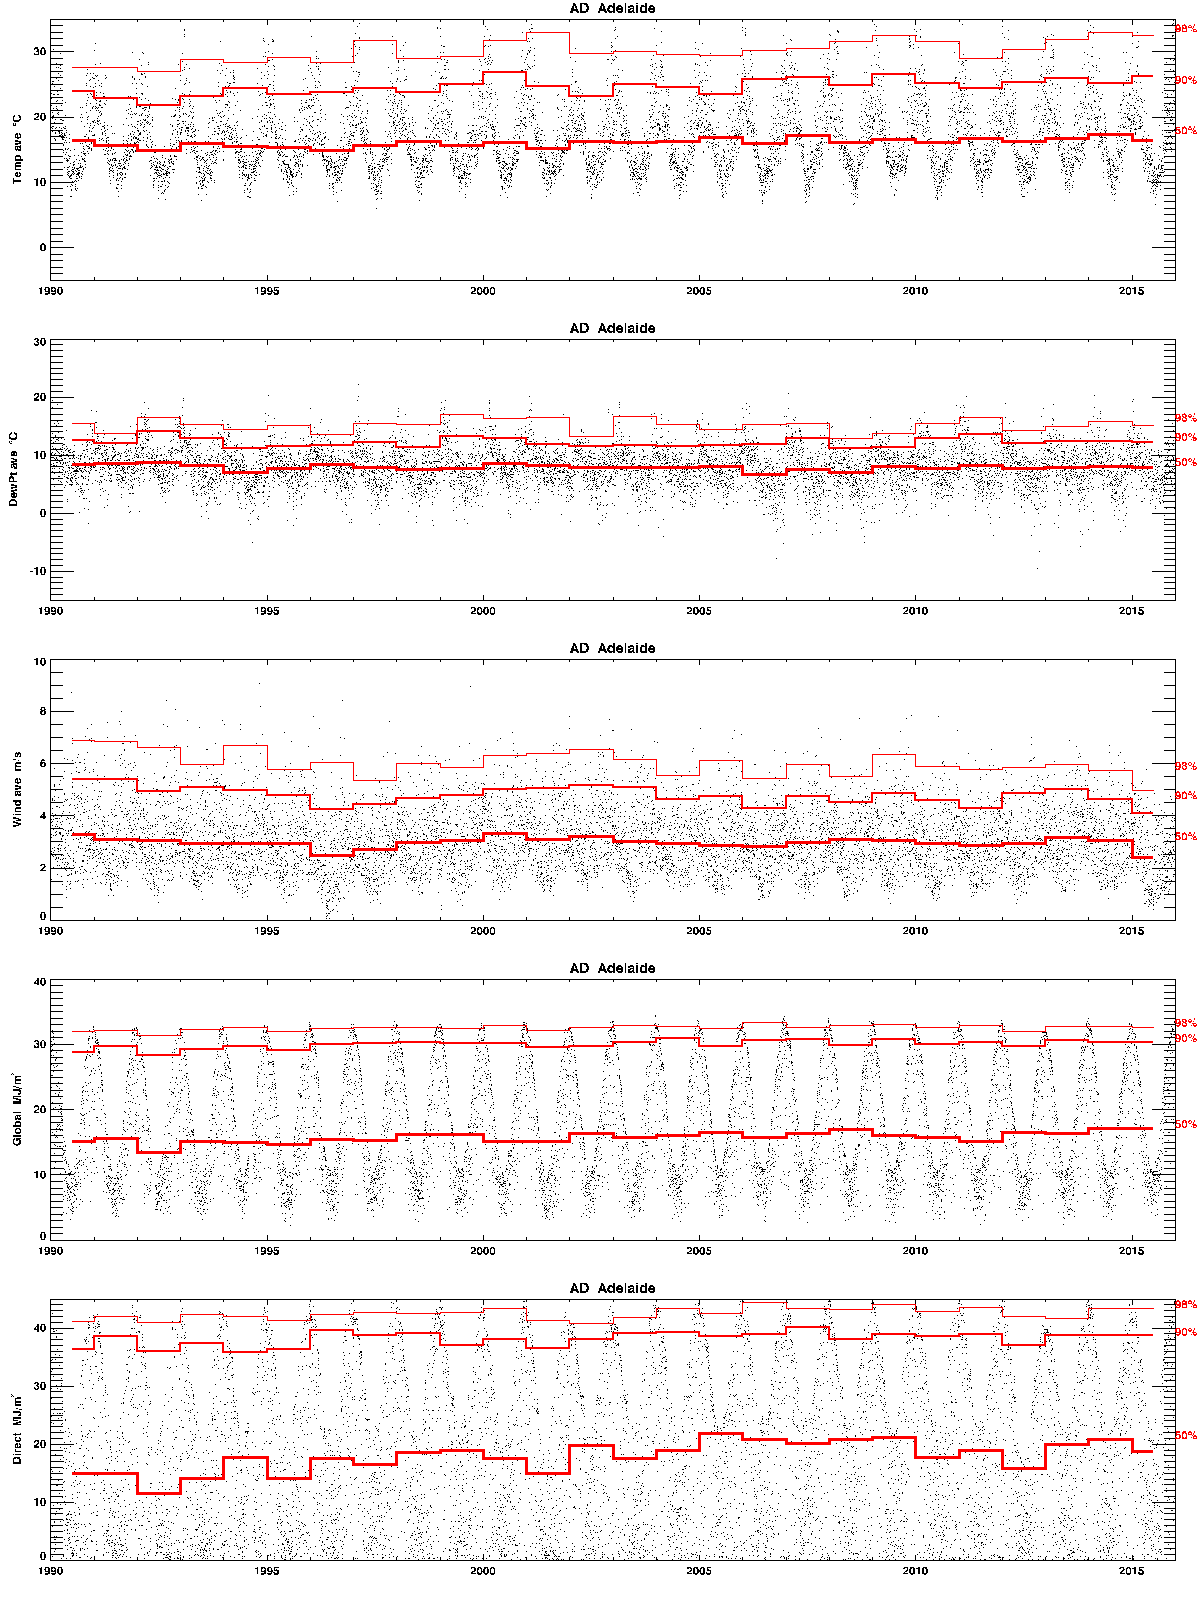 AD Adelaide
98%
30
90%
20
50%
10
0
Temp ave °C
1990 1995 2000 2005 2010 2015
AD Adelaide
30
20
98%
90%
10
50%
0
-10
DewPt ave °C
1990 1995 2000 2005 2010 2015
AD Adelaide
10
8
98%
6
90%
4
50%
2
0
Wind ave m/s
1990 1995 2000 2005 2010 2015
AD Adelaide
40
98%
90%
30
20
50%
10
0
Global MJ/m²
1990 1995 2000 2005 2010 2015
AD Adelaide
98%
90%
40
30
20
50%
10
0
Direct MJ/m²
1990 1995 2000 2005 2010 2015